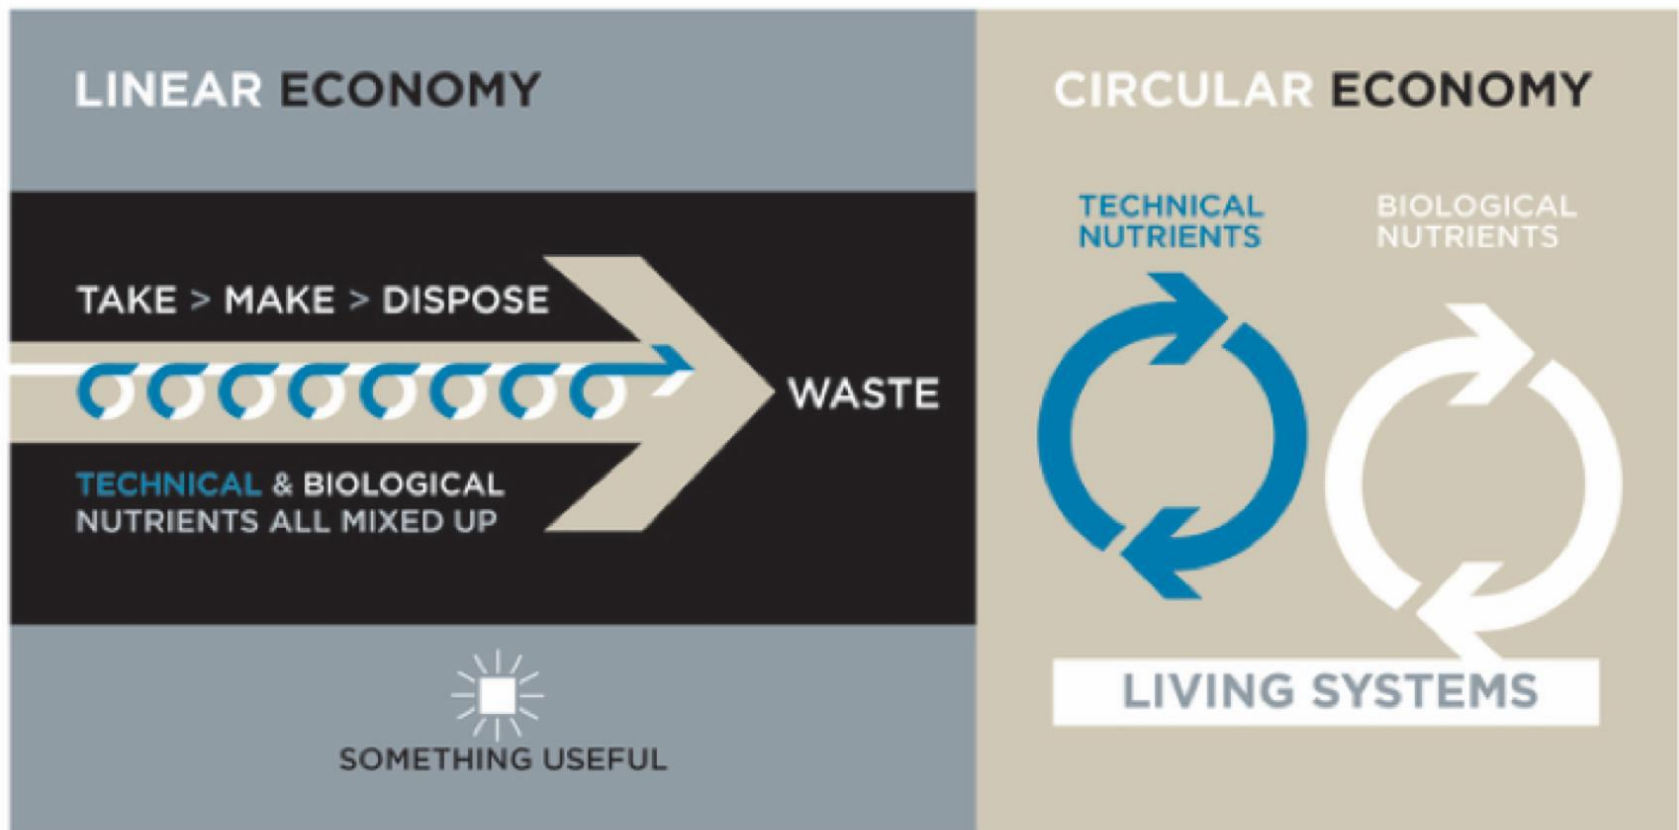 LINEAR ECONOMY
TAKE > MAKE > DISPOSE
WASTE
TECHNICAL & BIOLOGICAL
NUTRIENTS ALL MIXED UP
SOMETHING USEFUL
CIRCULAR ECONOMY
TECHNICAL
NUTRIENTS
BIOLOGICAL
NUTRIENTS
LIVING SYSTEMS